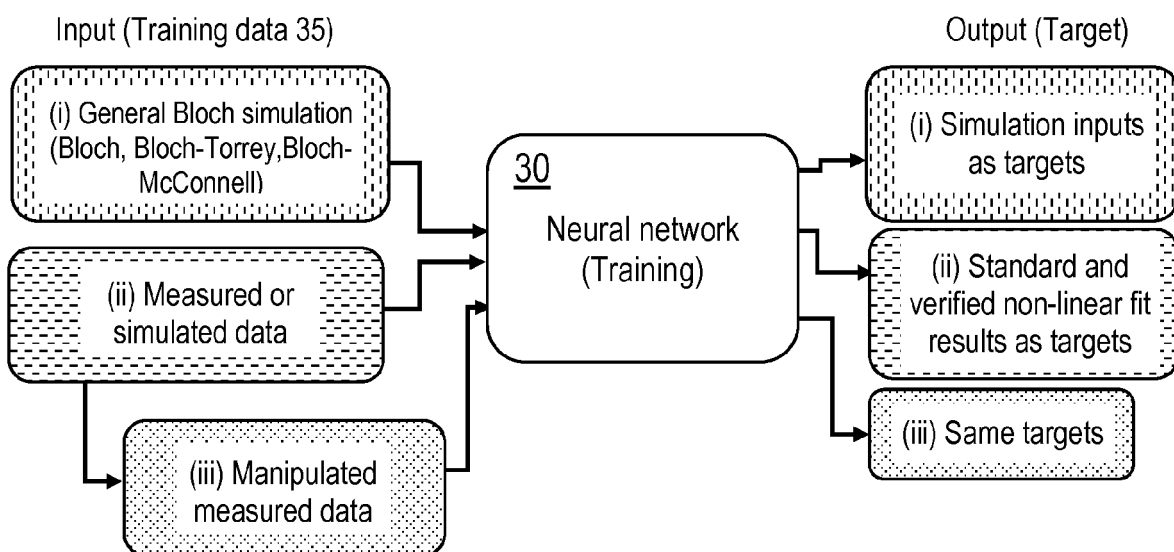 Input (Training data 35)
(i) General Bloch simulation
(Bloch, Bloch-Torrey,Bloch-
McConnell)
(ii) Measured or
simulated data
(iii) Manipulated
measured data
30
Neural network
(Training)
Output (Target)
(i) Simulation inputs
as targets
(ii) Standard and
verified non-linear fit
results as targets
(iii) Same targets